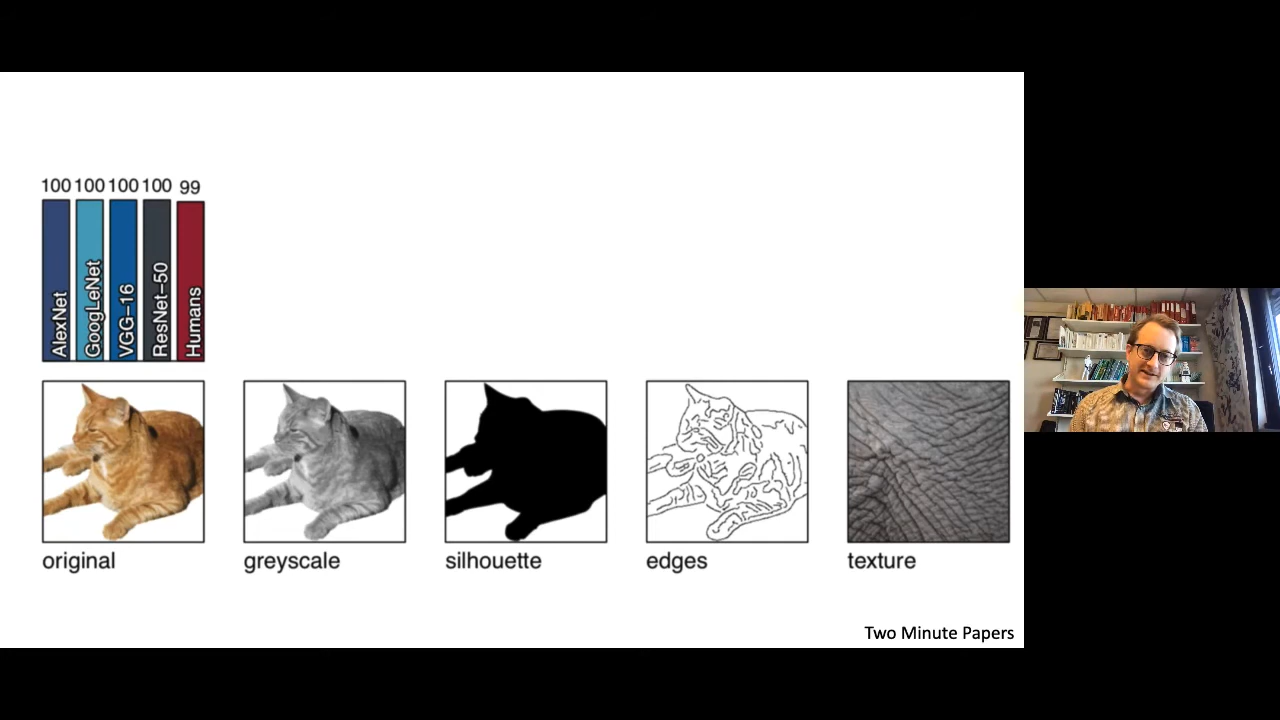 100 100 100 100 99
AlexNet
GoogLeNet
VGG-16
ResNet-50
Humans
original
greyscale
silhouette
edges
texture
Two Minute Papers